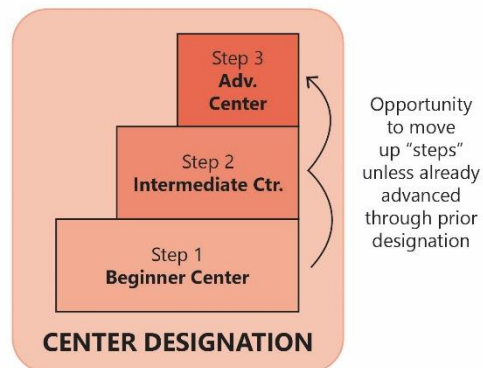 Step 3
Adv.
Center
Step 2
Intermediate Ctr.
Step 1
Beginner Center
CENTER DESIGNATION
Opportunity
to move
up “steps”
unless already
advanced
through prior
designation